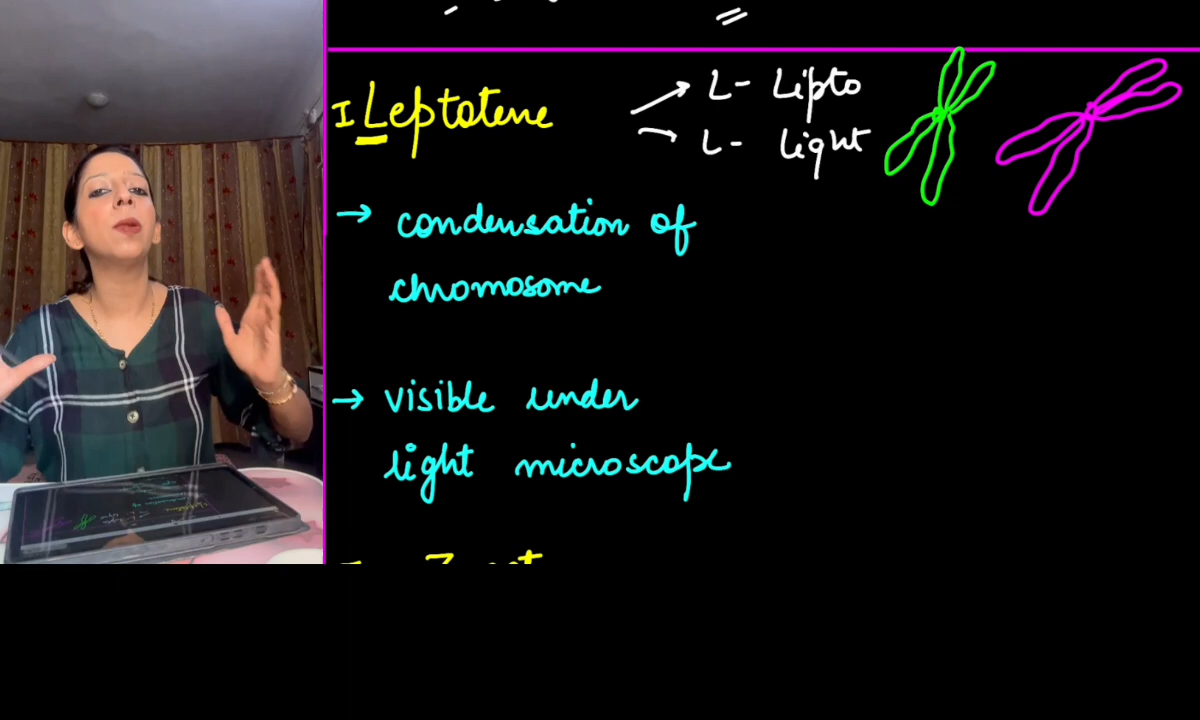 I Leptotene
L- Lipto
L- light
→ condensation of
chromosome
→ visible under
light microscope